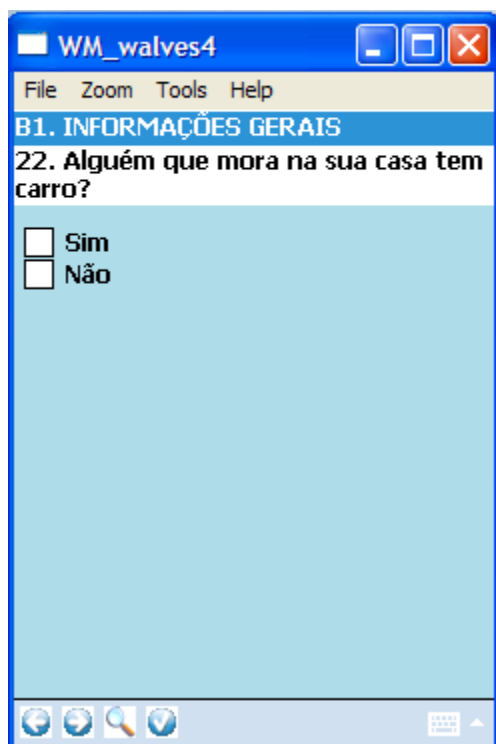 WM_walves4
File Zoom Tools Help
B1. INFORMAÇÕES GERAIS
22. Alguém que mora na sua casa tem
carro?
Sim
Não